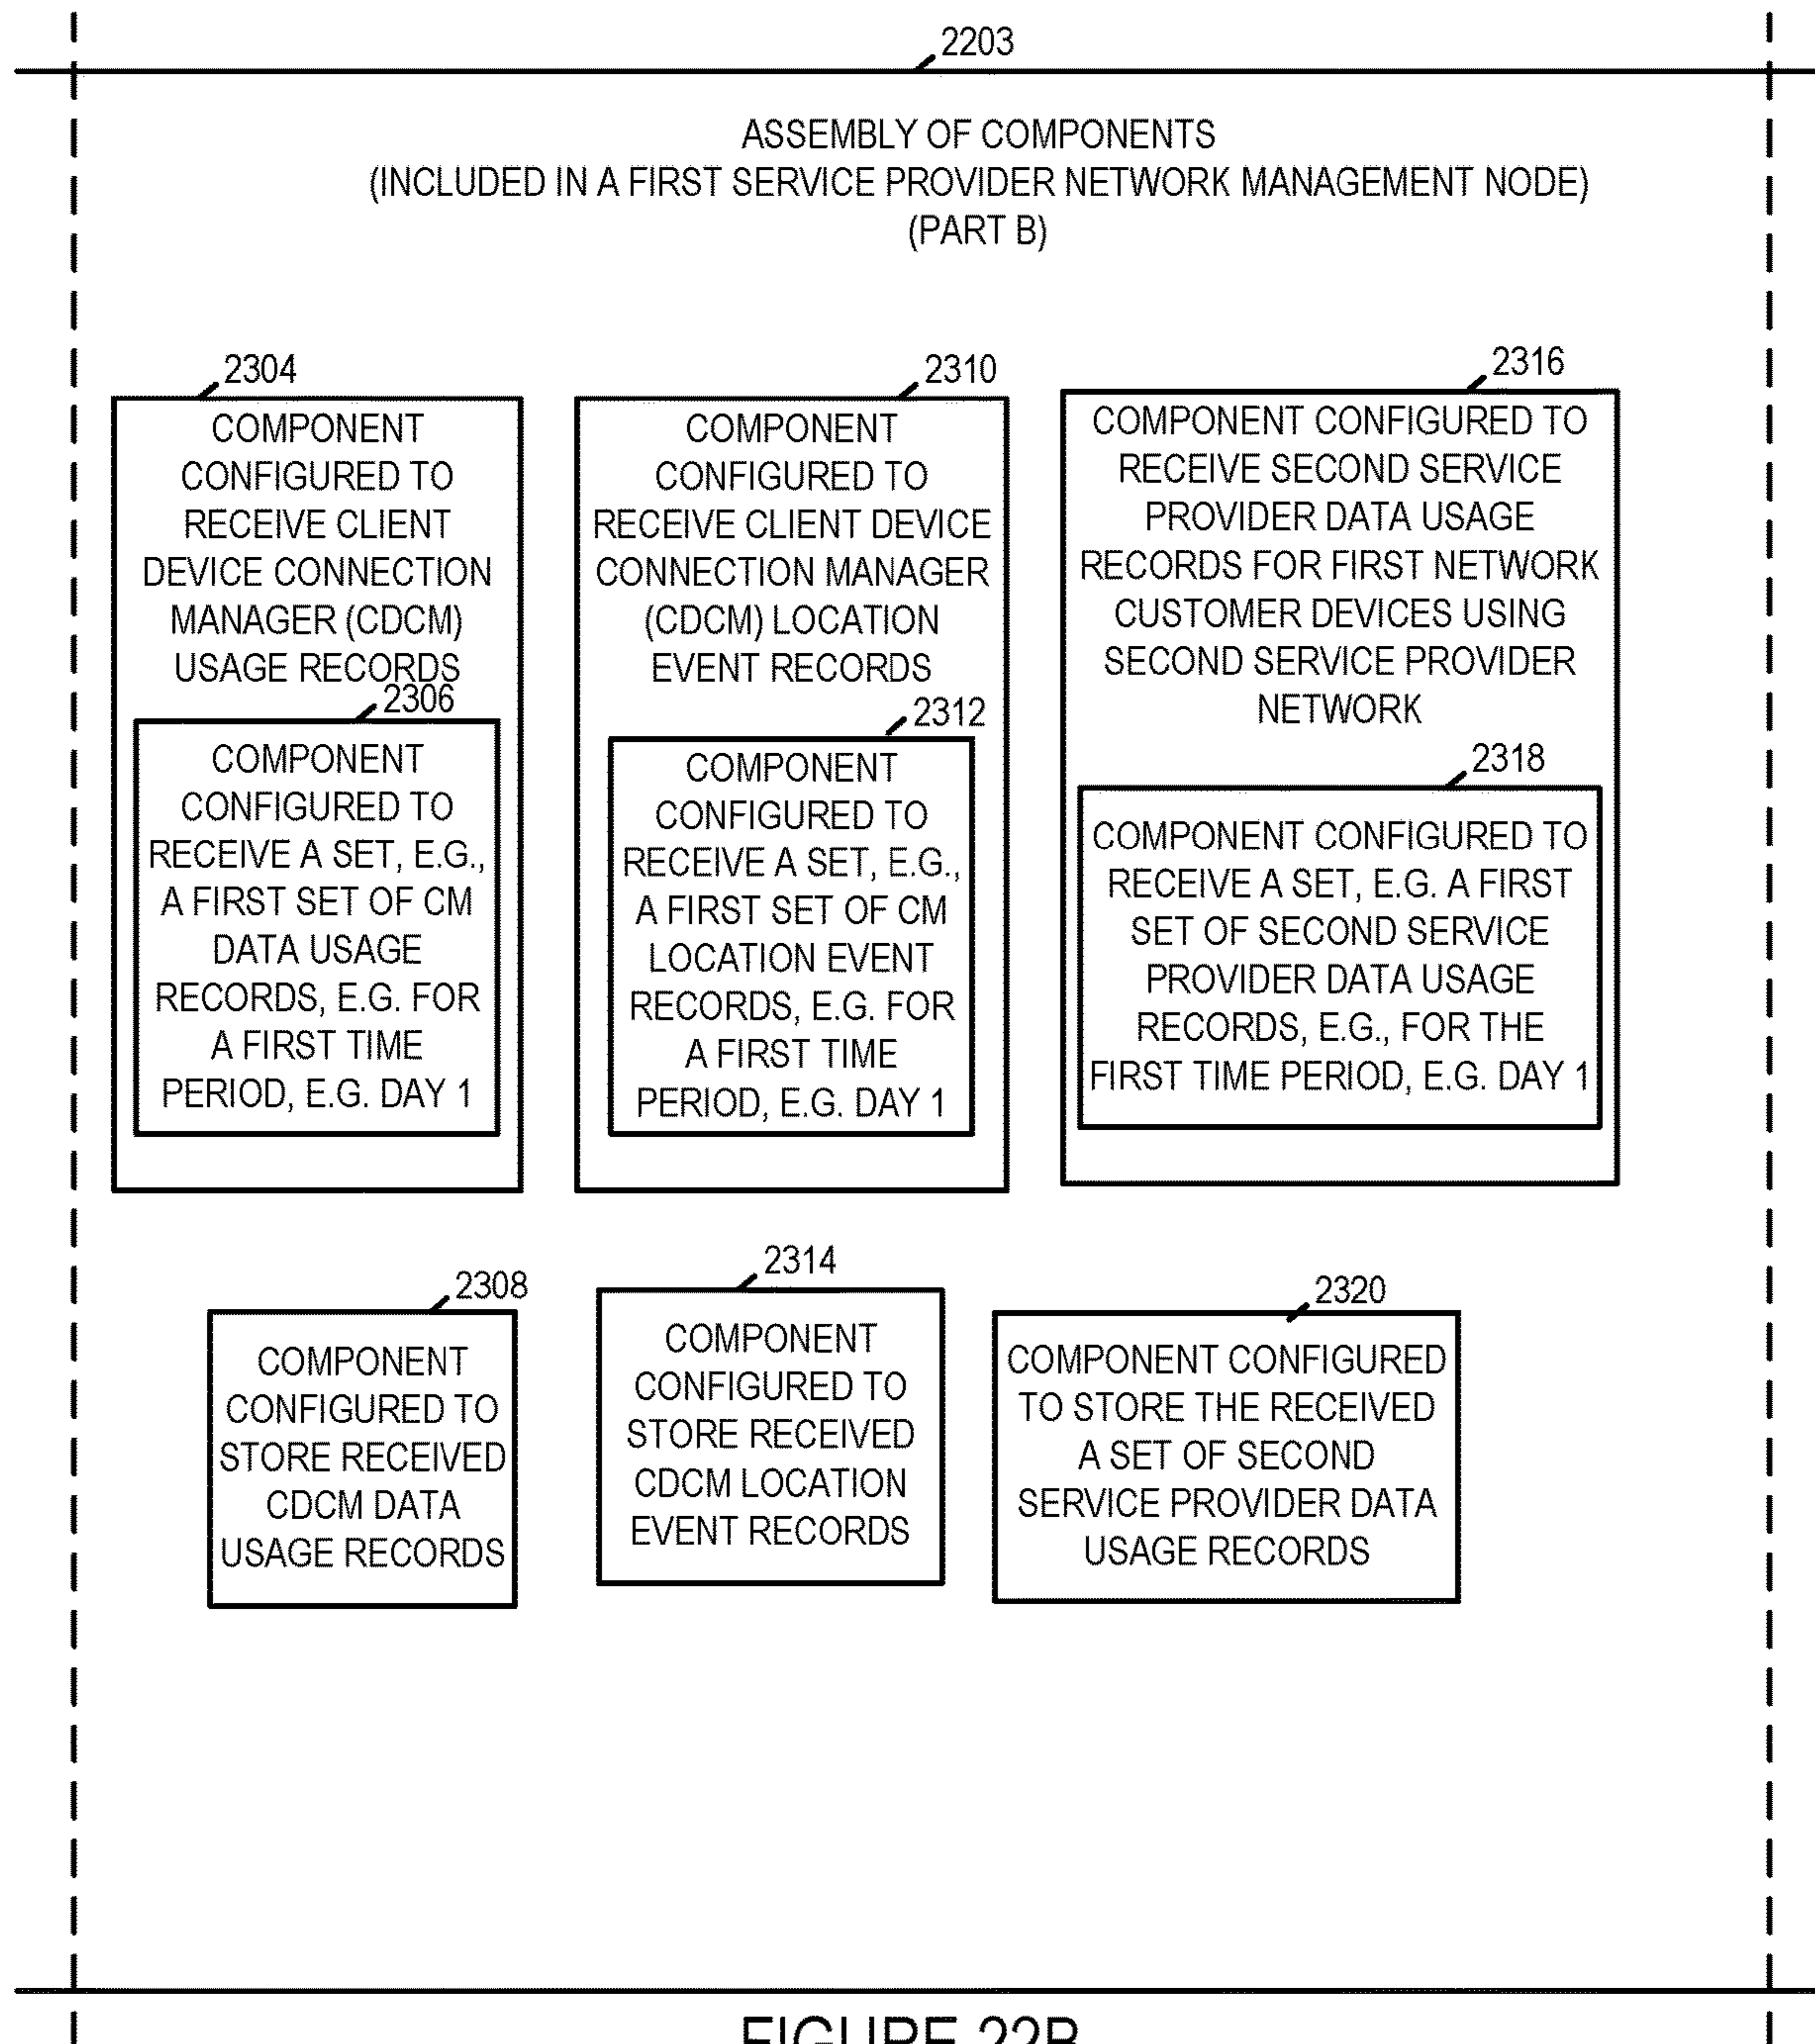 2203
ASSEMBLY OF COMPONENTS
(INCLUDED IN A FIRST SERVICE PROVIDER NETWORK MANAGEMENT NODE)
(PART B)
2304
COMPONENT
CONFIGURED TO
RECEIVE CLIENT
DEVICE CONNECTION
MANAGER (CDCM)
USAGE RECORDS
2306
COMPONENT
CONFIGURED TO
RECEIVE A SET, E.G.,
A FIRST SET OF CM
DATA USAGE
RECORDS, E.G. FOR
A FIRST TIME
PERIOD, E.G. DAY 1
2310
COMPONENT
CONFIGURED TO
RECEIVE CLIENT DEVICE
CONNECTION MANAGER
(CDCM) LOCATION
EVENT RECORDS
2312
COMPONENT
CONFIGURED TO
RECEIVE A SET, E.G.,
A FIRST SET OF CM
LOCATION EVENT
RECORDS, E.G. FOR
A FIRST TIME
PERIOD, E.G. DAY 1
2316
COMPONENT CONFIGURED TO
RECEIVE SECOND SERVICE
PROVIDER DATA USAGE
RECORDS FOR FIRST NETWORK
CUSTOMER DEVICES USING
SECOND SERVICE PROVIDER
NETWORK
2318
COMPONENT CONFIGURED TO
RECEIVE A SET, E.G. A FIRST
SET OF SECOND SERVICE
PROVIDER DATA USAGE
RECORDS, E.G., FOR THE
FIRST TIME PERIOD, E.G. DAY 1
2308
COMPONENT
CONFIGURED TO
STORE RECEIVED
CDCM DATA
USAGE RECORDS
2314
COMPONENT
CONFIGURED TO
STORE RECEIVED
CDCM LOCATION
EVENT RECORDS
2320
COMPONENT CONFIGURED
TO STORE THE RECEIVED
A SET OF SECOND
SERVICE PROVIDER DATA
USAGE RECORDS
FIGURE 22B